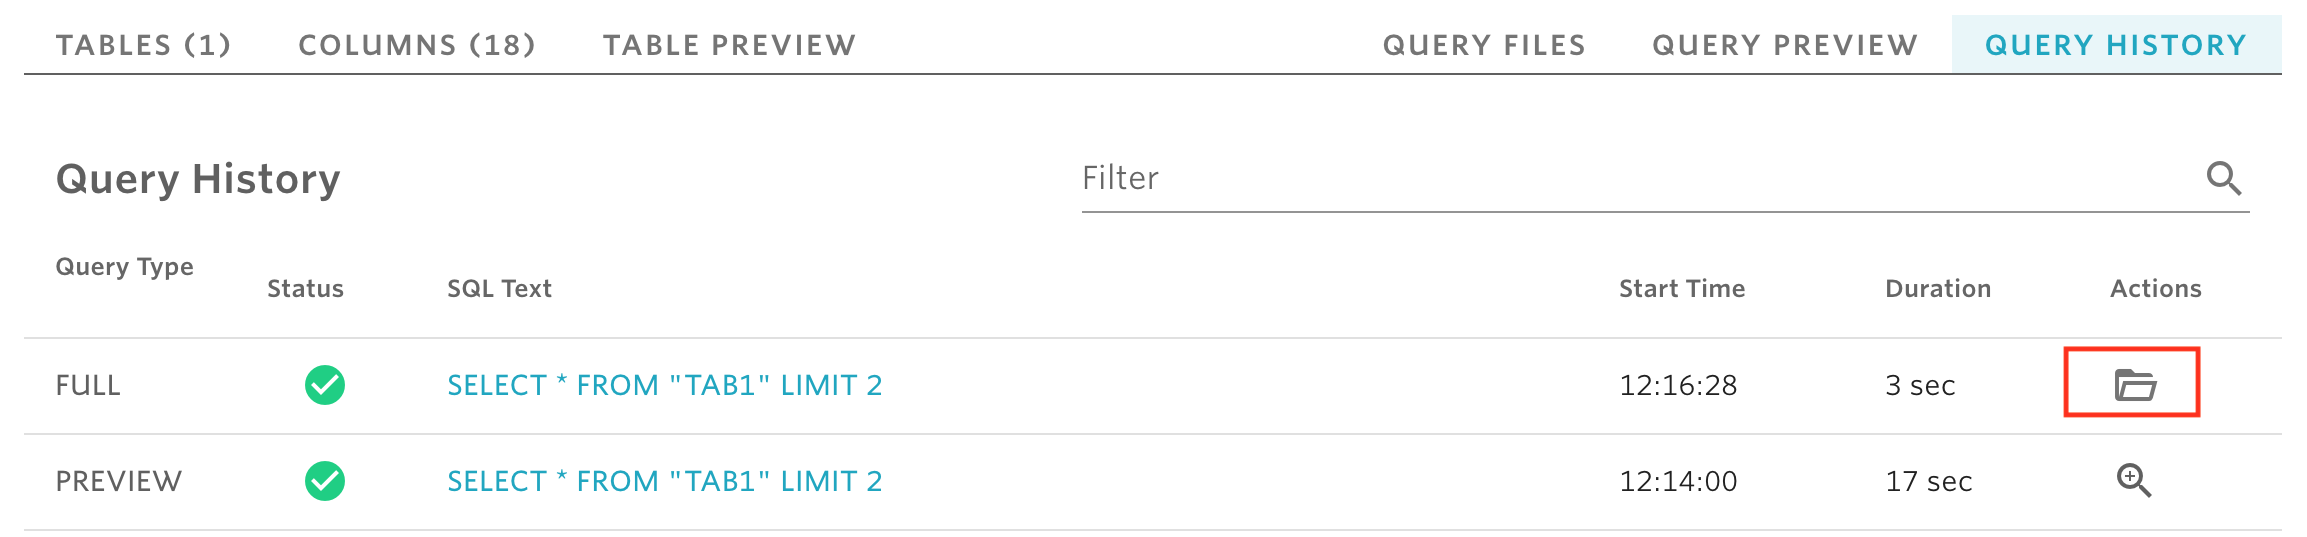 TABLES (1) COLUMNS (18) TABLE PREVIEW QUERY FILES QUERY PREVIEW QUERY HISTORY
Query History Filter
Query Type Status SQL Text Start Time Duration Actions
FULL SELECT * FROM "TAB1" LIMIT 2 12:16:28 3 sec
PREVIEW SELECT * FROM "TAB1" LIMIT 2 12:14:00 17 sec